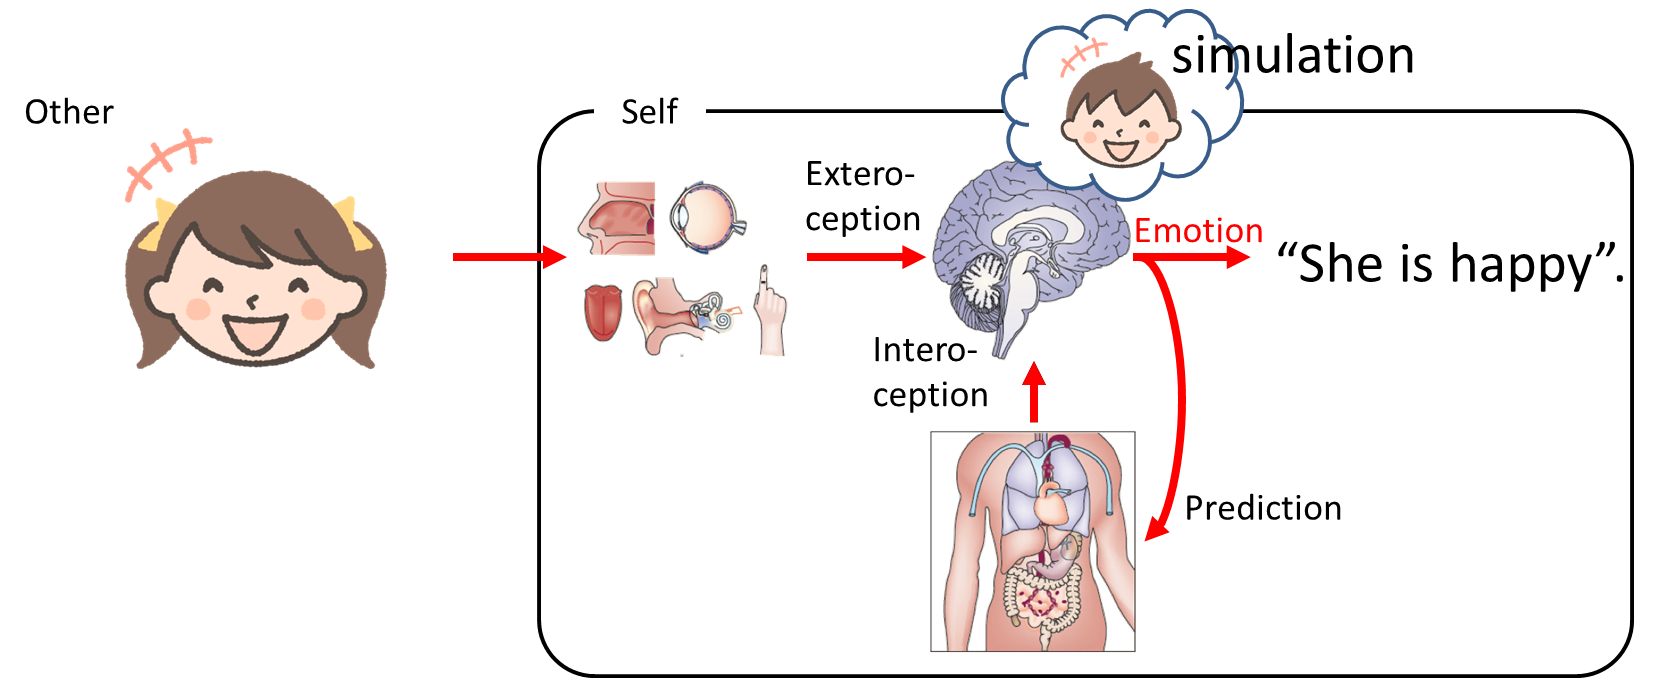 simulation
Other
Self
Extero-
ception
Emotion
“She is happy”.
Intero-
ception
Prediction